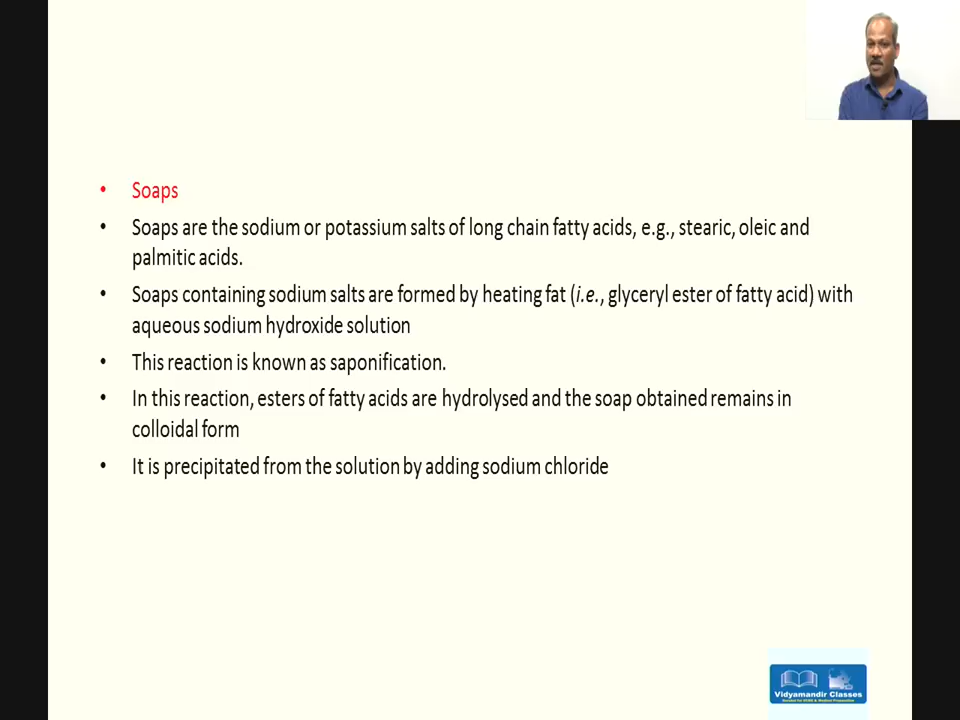 • Soaps
• Soaps are the sodium or potassium salts of long chain fatty acids, e.g., stearic, oleic and
palmitic acids.
• Soaps containing sodium salts are formed by heating fat (i.e., glyceryl ester of fatty acid) with
aqueous sodium hydroxide solution
• This reaction is known as saponification.
• In this reaction, esters of fatty acids are hydrolysed and the soap obtained remains in
colloidal form
• It is precipitated from the solution by adding sodium chloride
Vidyamandir Classes